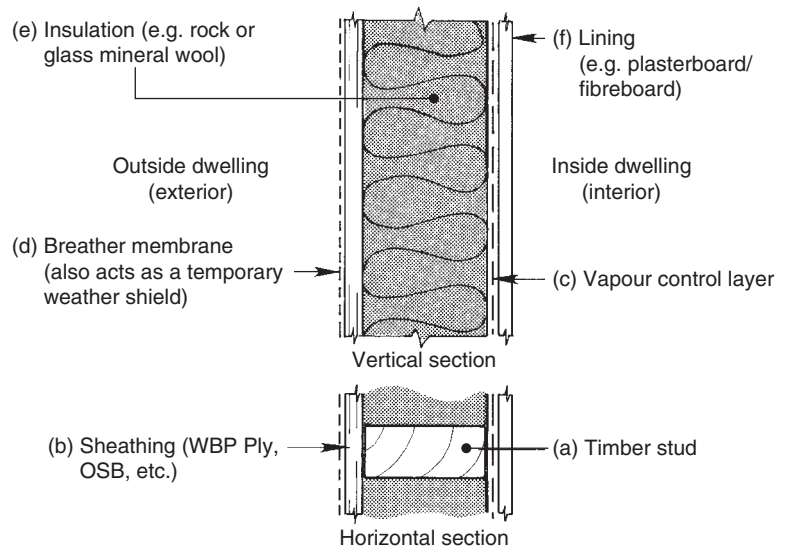 (e) Insulation (e.g. rock or
glass mineral wool)
(f) Lining
(e.g. plasterboard/
fibreboard)
Outside dwelling
(exterior)
Inside dwelling
(interior)
(d) Breather membrane
(also acts as a temporary
weather shield)
(c) Vapour control layer
Vertical section
(b) Sheathing (WBP Ply,
OSB, etc.)
(a) Timber stud
Horizontal section